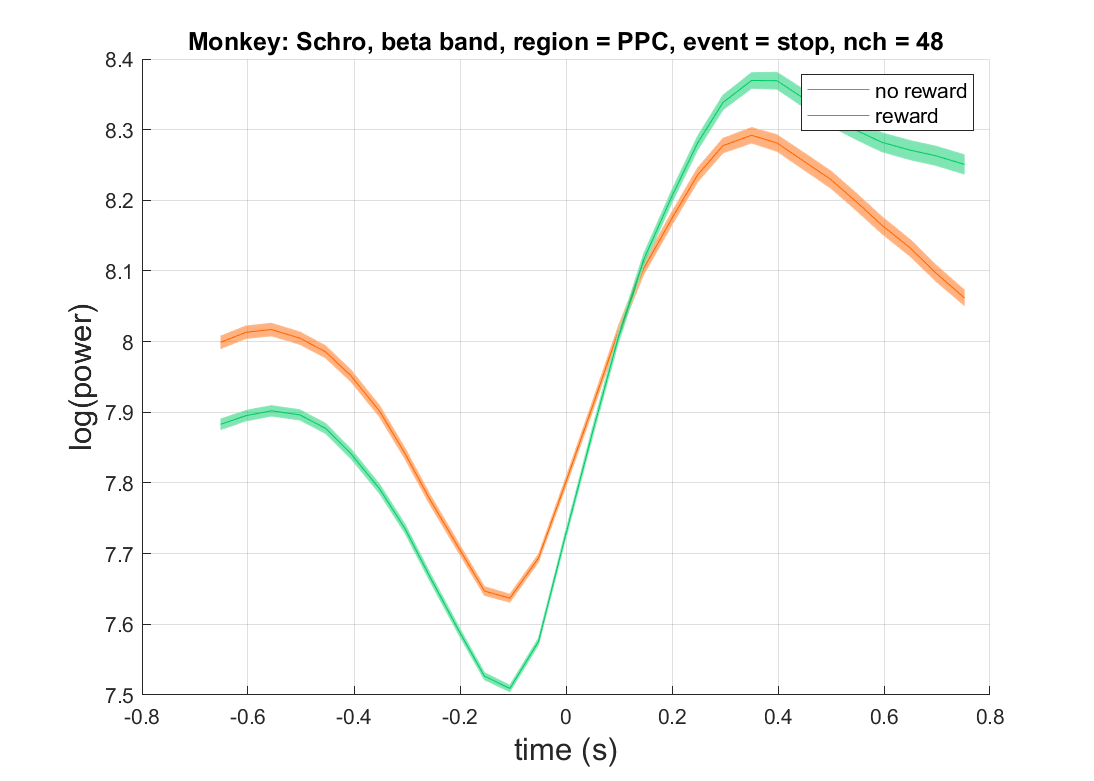 Monkey: Schro, beta band, region = PPC, event = stop, nch = 48
8.4
8.3
8.2
8.1
8
7.9
7.8
7.7
7.6
7.5
log(power)
no reward
reward
-0.8 -0.6 -0.4 -0.2 0 0.2 0.4 0.6 0.8
time (s)